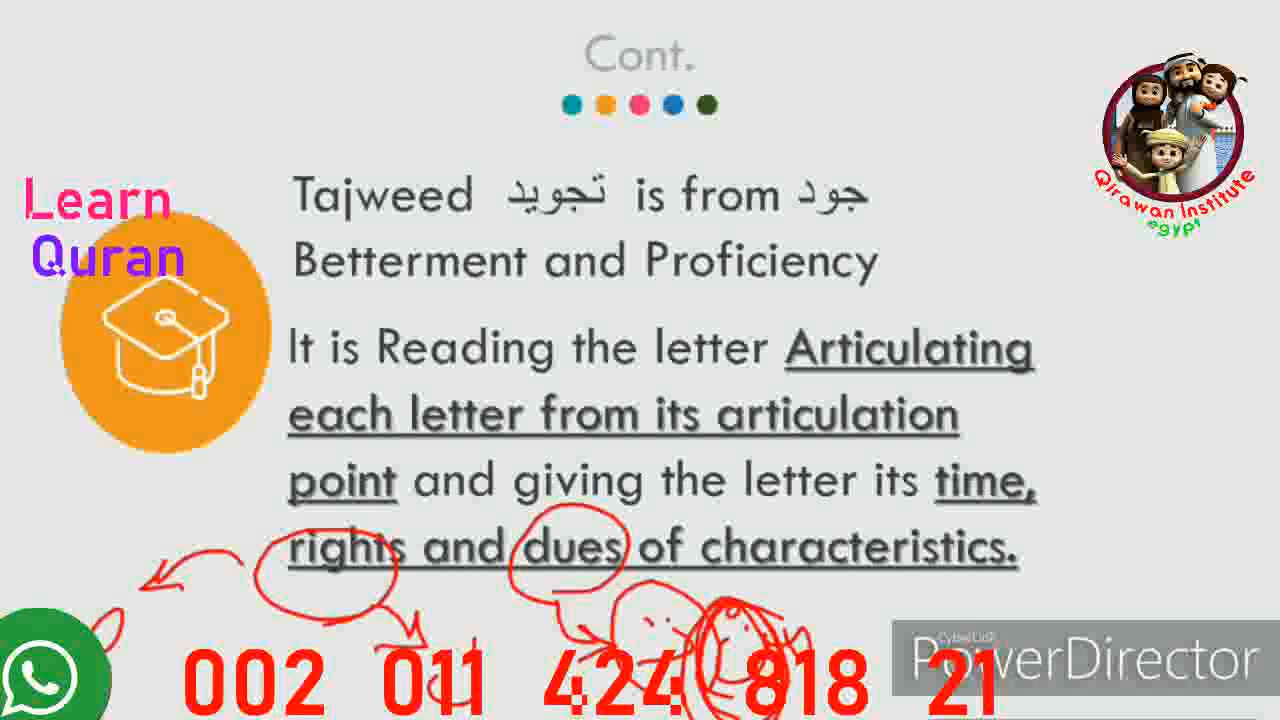 Cont.
Learn
Quran
Qirawan Institute
egypt
Tajweed تجويد is from جود
Betterment and Proficiency
It is Reading the letter Articulating
each letter from its articulation
point and giving the letter its time,
rights and dues of characteristics.
CyberLink
PowerDirector
002 011 424 818 21